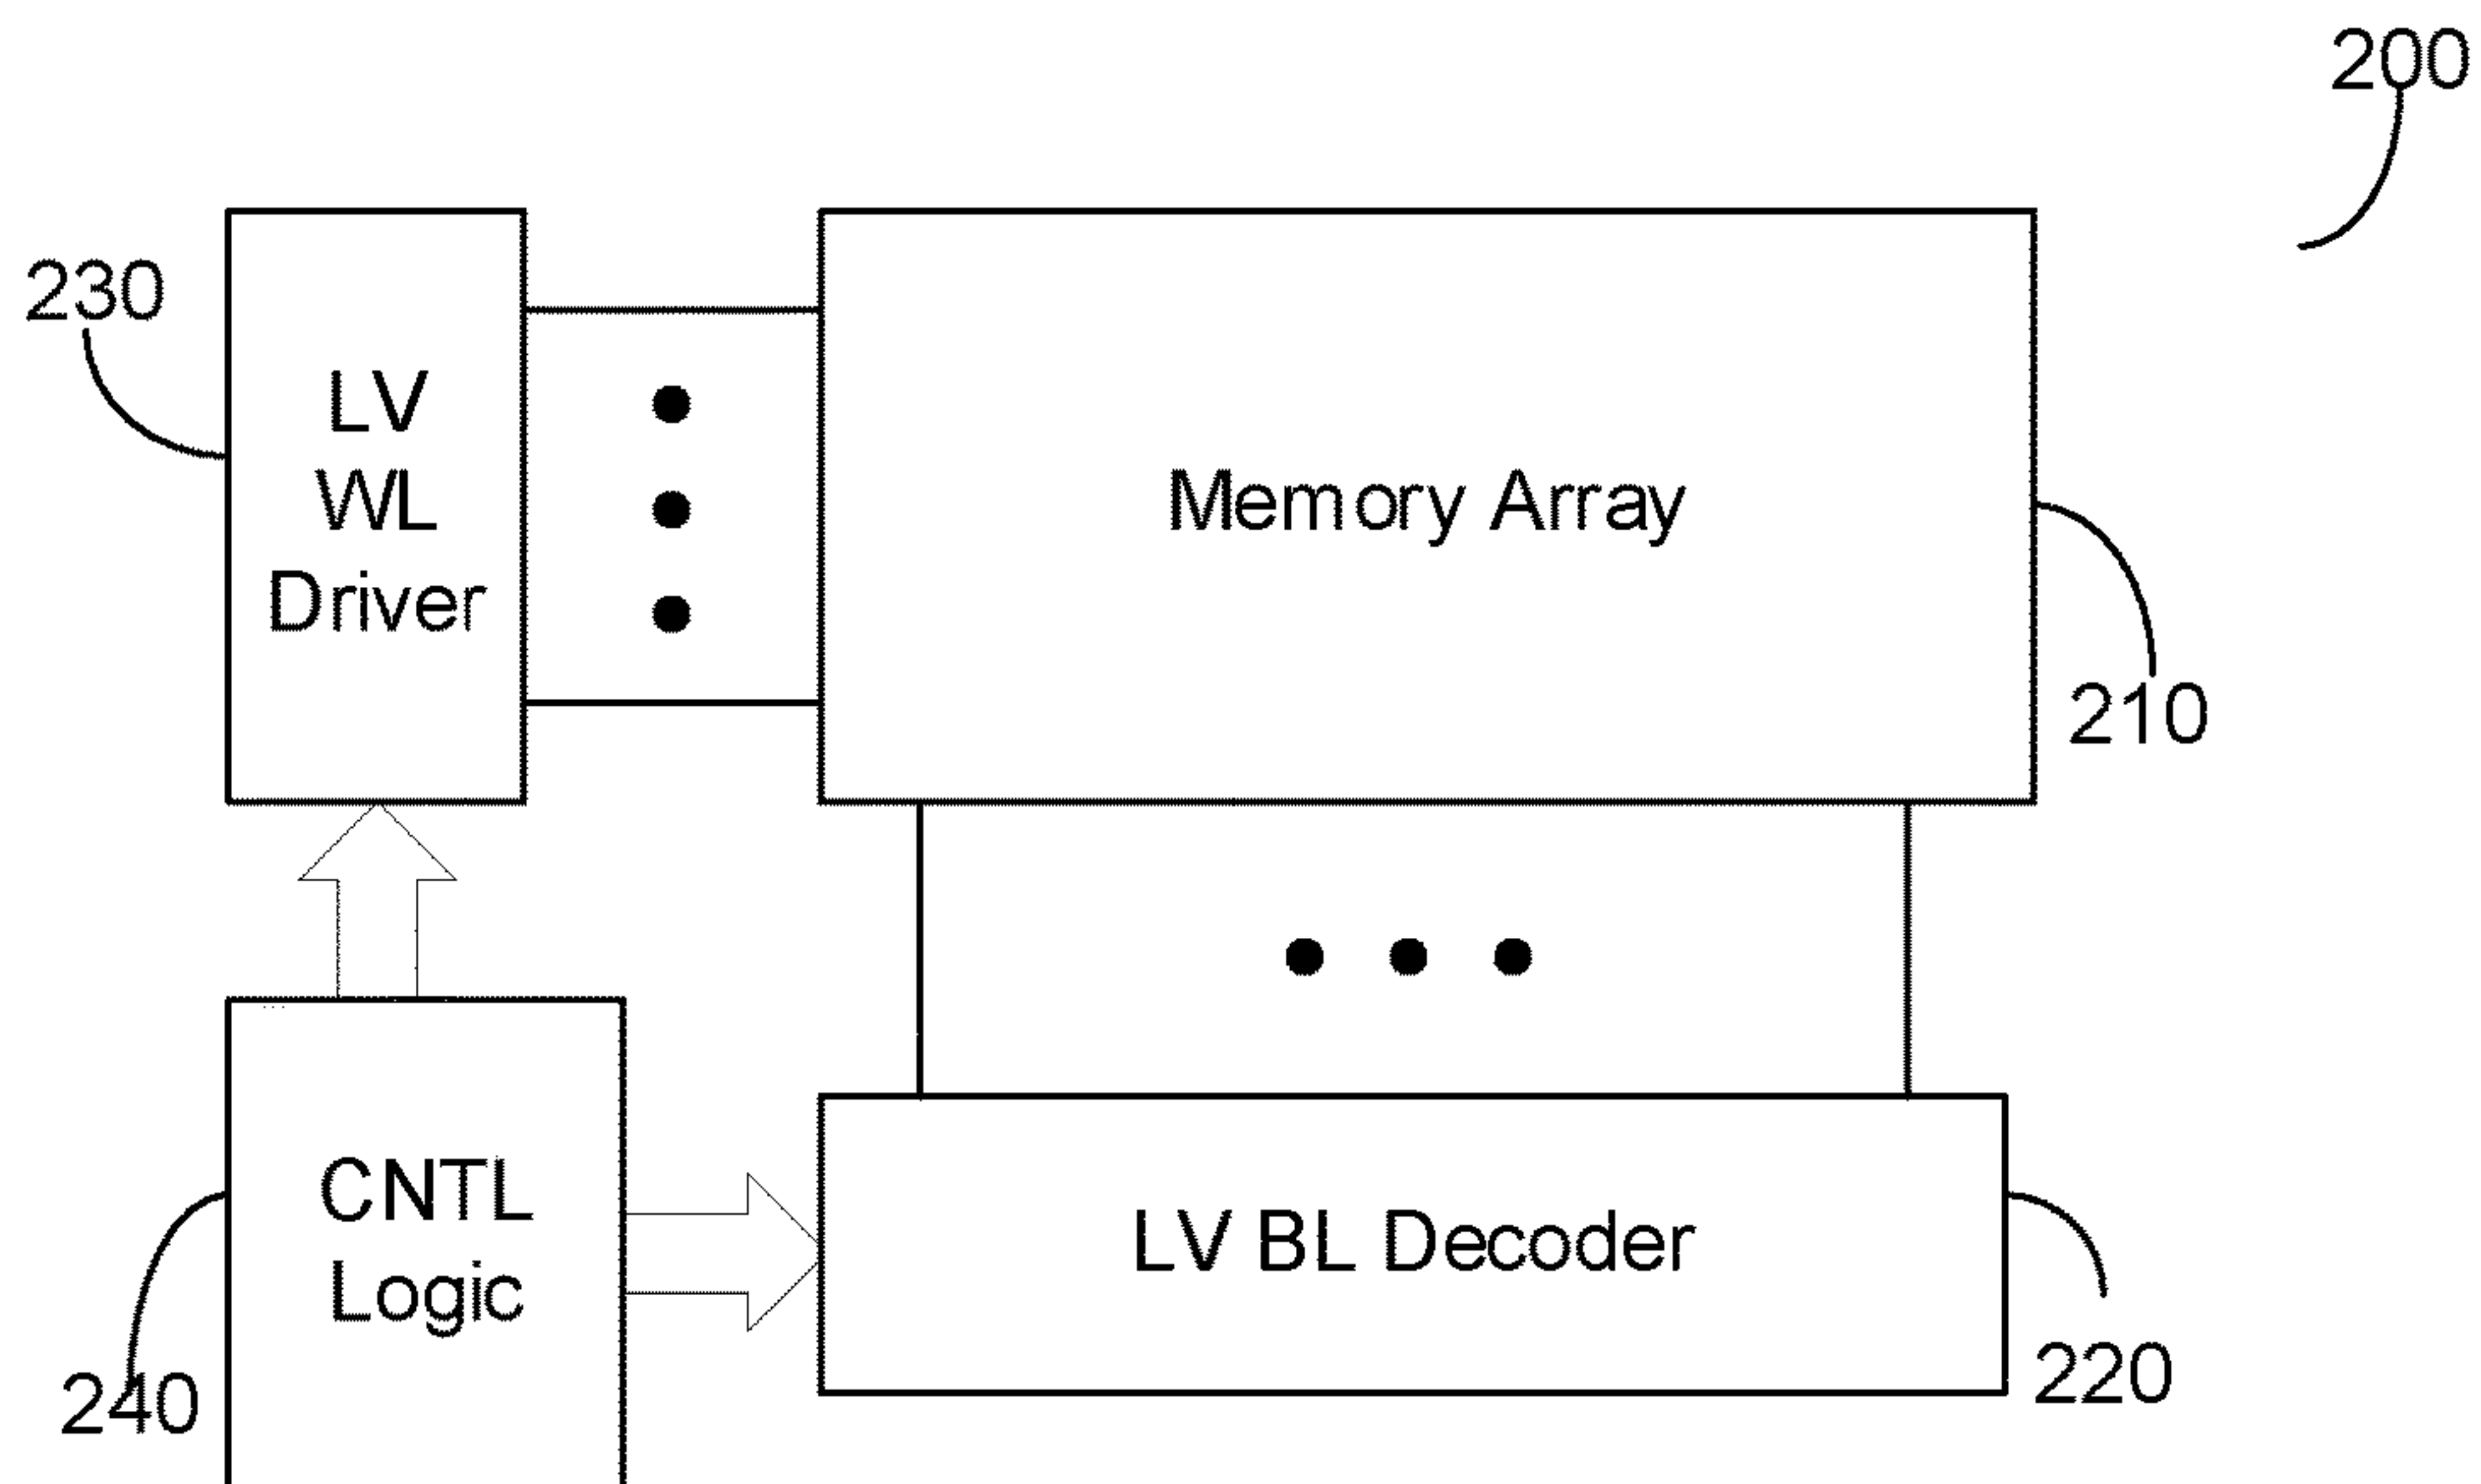 200
230
LV
WL
Driver
Memory Array
210
CNTL
Logic
LV BL Decoder
240
220